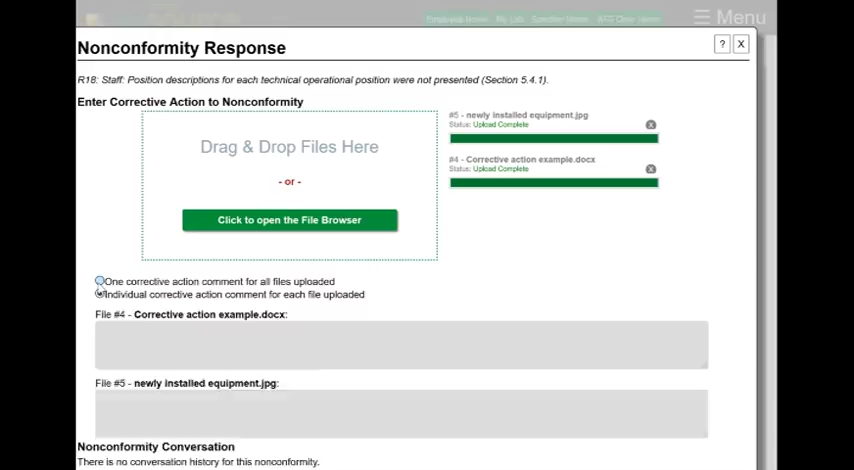 Menu
Nonconformity Response
? X
R18: Staff: Position descriptions for each technical operational position were not presented (Section 5.4.1).
Enter Corrective Action to Nonconformity
Drag & Drop Files Here
- or -
Click to open the File Browser
#5 - newly installed equipment.jpg
Status: Upload Complete
X
#4 - Corrective action example.docx
Status: Upload Complete
X
One corrective action comment for all files uploaded
Individual corrective action comment for each file uploaded
File #4 - Corrective action example.docx:
File #5 - newly installed equipment.jpg:
Nonconformity Conversation
There is no conversation history for this nonconformity.